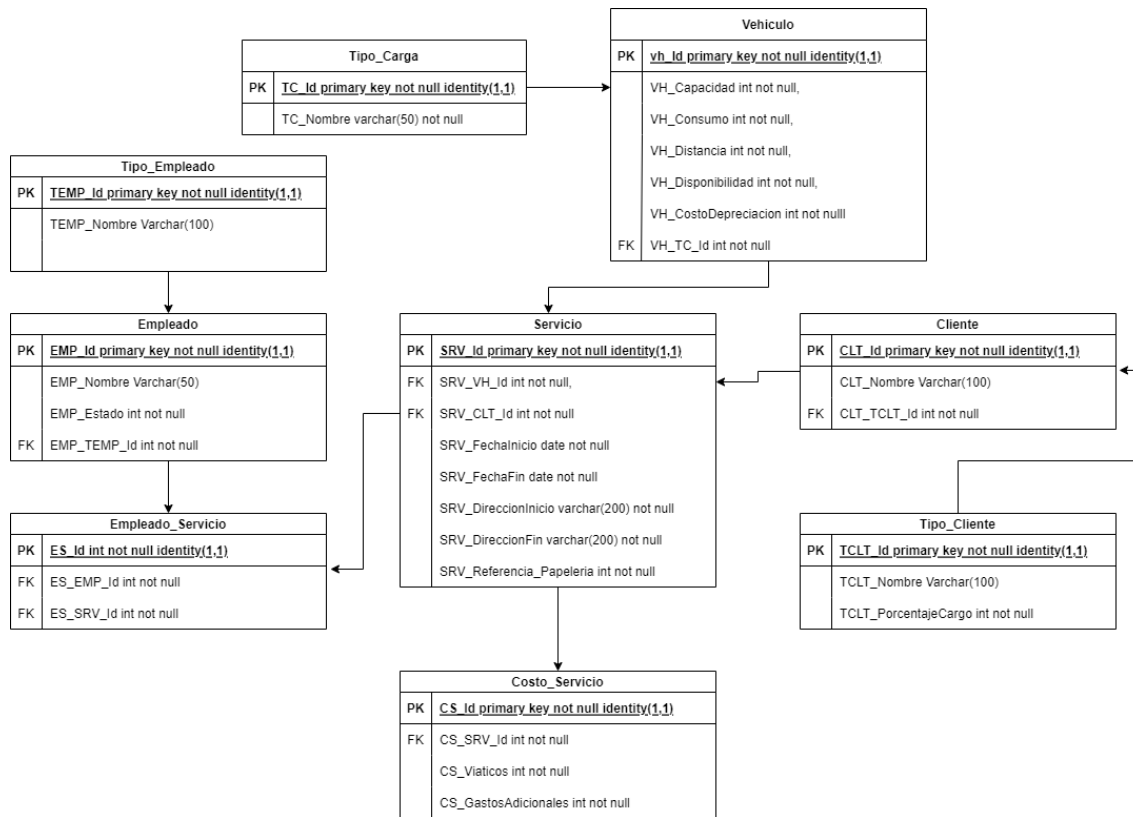 Vehiculo
PK vh_Id primary key not null identity(1,1)
VH_Capacidad int not null,
VH_Consumo int not null,
VH_Distancia int not null,
VH_Disponibilidad int not null,
VH_CostoDepreciacion int not nulll
FK VH_TC_Id int not null
Tipo_Carga
PK TC_Id primary key not null identity(1,1)
TC_Nombre varchar(50) not null
Tipo_Empleado
PK TEMP_Id primary key not null identity(1,1)
TEMP_Nombre Varchar(100)
Empleado
PK EMP_Id primary key not null identity(1,1)
EMP_Nombre Varchar(50)
EMP_Estado int not null
FK EMP_TEMP_Id int not null
Servicio
PK SRV_Id primary key not null identity(1,1)
FK SRV_VH_Id int not null,
FK SRV_CLT_Id int not null
SRV_FechaInicio date not null
SRV_FechaFin date not null
SRV_DireccionInicio varchar(200) not null
SRV_DireccionFin varchar(200) not null
SRV_Referencia_Papeleria int not null
Cliente
PK CLT_Id primary key not null identity(1,1)
CLT_Nombre Varchar(100)
FK CLT_TCLT_Id int not null
Empleado_Servicio
PK ES_Id int not null identity(1,1)
FK ES_EMP_Id int not null
FK ES_SRV_Id int not null
Tipo_Cliente
PK TCLT_Id primary key not null identity(1,1)
TCLT_Nombre Varchar(100)
TCLT_PorcentajeCargo int not null
Costo_Servicio
PK CS_Id primary key not null identity(1,1)
FK CS_SRV_Id int not null
CS_Viaticos int not null
CS_GastosAdicionales int not null